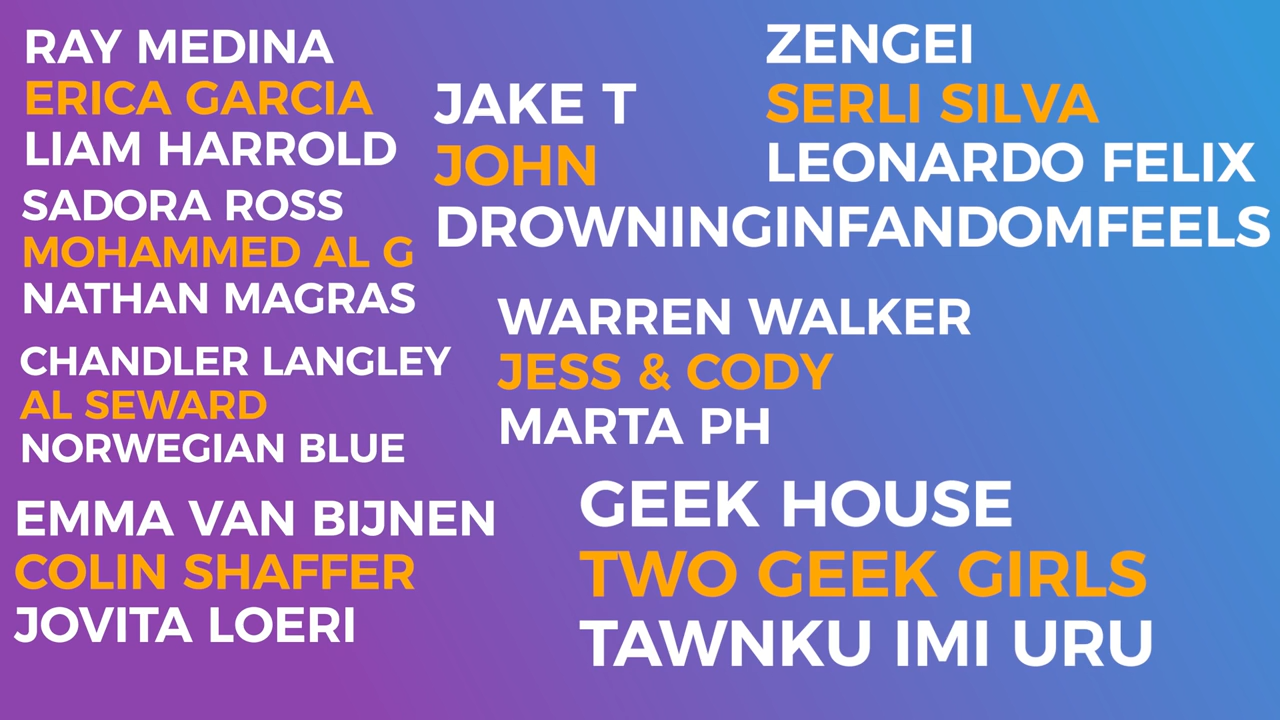 RAY MEDINA
ERICA GARCIA
LIAM HARROLD
SADORA ROSS
MOHAMMED AL G
NATHAN MAGRAS
CHANDLER LANGLEY
AL SEWARD
NORWEGIAN BLUE
EMMA VAN BIJNEN
COLIN SHAFFER
JOVITA LOERI
JAKE T
JOHN
DROWNINGINFANDOMFEELS
ZENGEI
SERLI SILVA
LEONARDO FELIX
WARREN WALKER
JESS & CODY
MARTA PH
GEEK HOUSE
TWO GEEK GIRLS
TAWNKU IMI URU